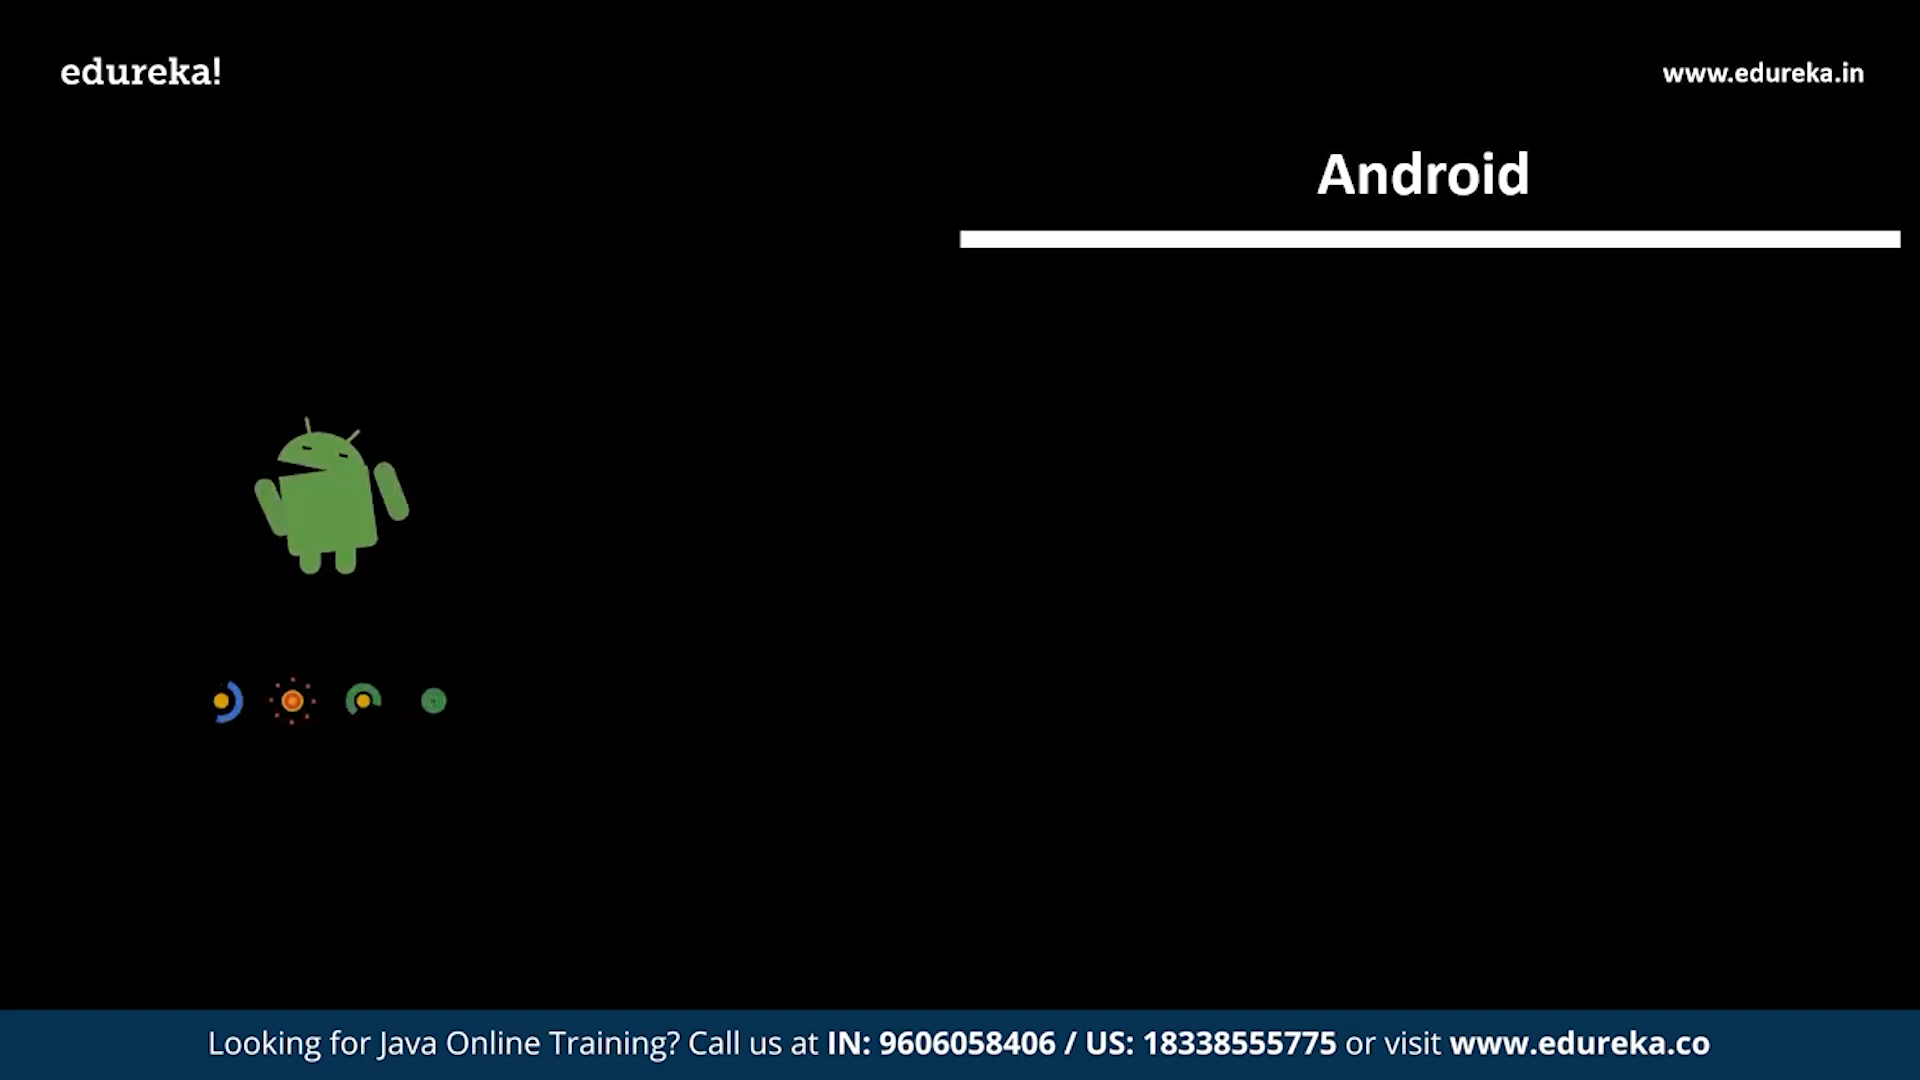 edureka!
www.edureka.in
Android
Looking for Java Online Training? Call us at IN: 9606058406 / US: 18338555775 or visit www.edureka.co